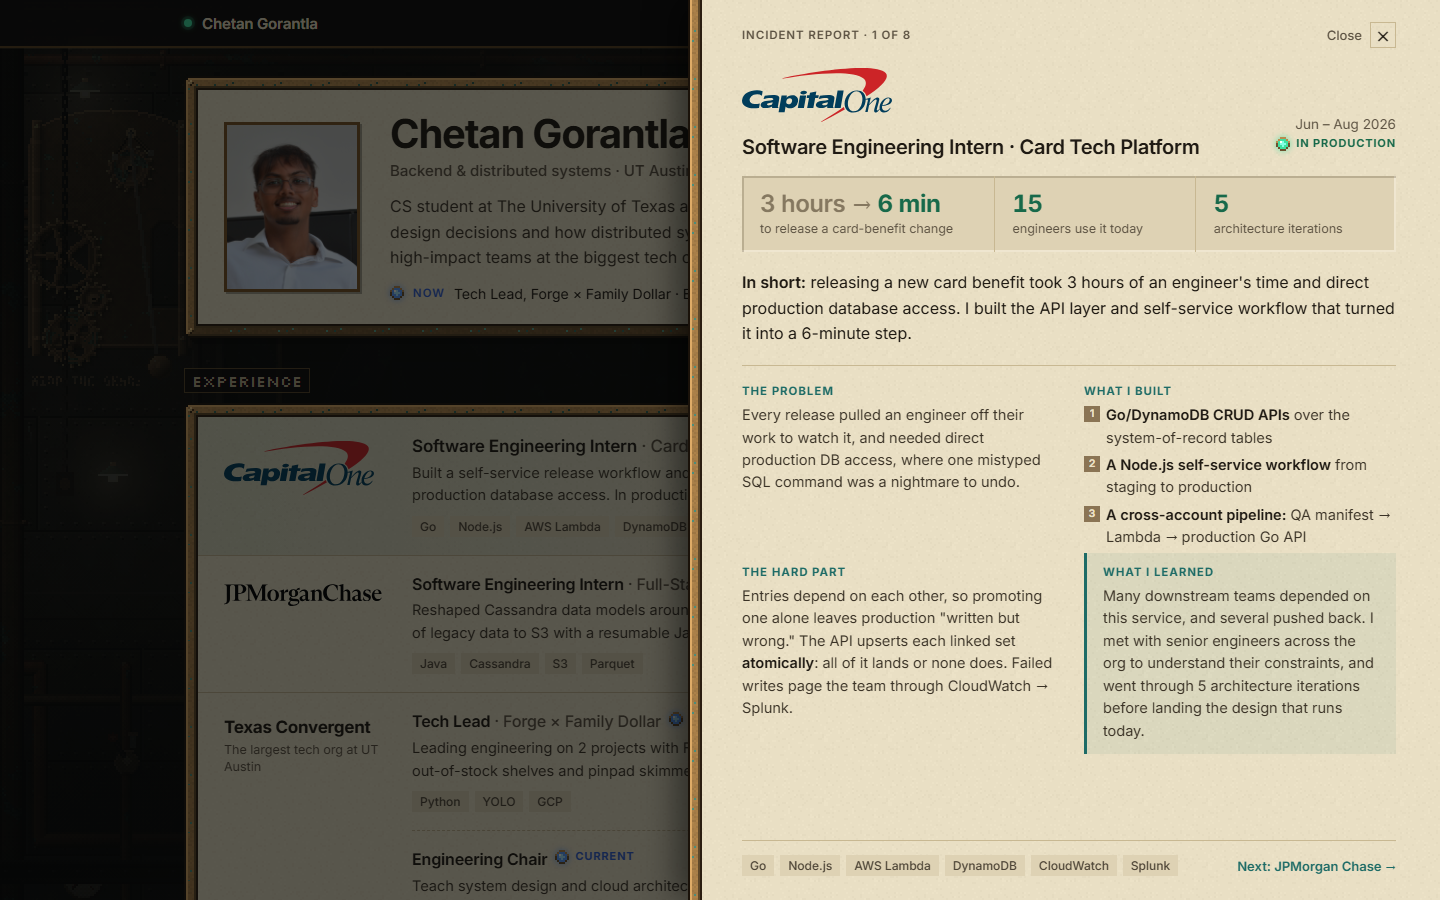 Chetan Gorantla
Chetan Gorantla
Backend & distributed systems · UT Austi
CS student at The University of Texas a
design decisions and how distributed sy
high-impact teams at the biggest tech c
NOW Tech Lead, Forge × Family Dollar · E
EXPERIENCE
CapitalOne
Software Engineering Intern · Card
Built a self-service release workflow and
production database access. In producti
Go Node.js AWS Lambda DynamoDB
JPMorganChase
Software Engineering Intern · Full-Sta
Reshaped Cassandra data models aroun
of legacy data to S3 with a resumable Ja
Java Cassandra S3 Parquet
Texas Convergent
The largest tech org at UT
Austin
Tech Lead · Forge × Family Dollar
Leading engineering on 2 projects with F
out-of-stock shelves and pinpad skimme
Python YOLO GCP
Engineering Chair CURRENT
Teach system design and cloud architec
INCIDENT REPORT · 1 OF 8
Close ×
CapitalOne
Software Engineering Intern · Card Tech Platform
Jun – Aug 2026
IN PRODUCTION
3 hours → 6 min
to release a card-benefit change
15
engineers use it today
5
architecture iterations
In short: releasing a new card benefit took 3 hours of an engineer's time and direct
production database access. I built the API layer and self-service workflow that turned
it into a 6-minute step.
THE PROBLEM
Every release pulled an engineer off their
work to watch it, and needed direct
production DB access, where one mistyped
SQL command was a nightmare to undo.
WHAT I BUILT
1 Go/DynamoDB CRUD APIs over the
system-of-record tables
2 A Node.js self-service workflow from
staging to production
3 A cross-account pipeline: QA manifest →
Lambda → production Go API
THE HARD PART
Entries depend on each other, so promoting
one alone leaves production "written but
wrong." The API upserts each linked set
atomically: all of it lands or none does. Failed
writes page the team through CloudWatch →
Splunk.
WHAT I LEARNED
Many downstream teams depended on
this service, and several pushed back. I
met with senior engineers across the
org to understand their constraints, and
went through 5 architecture iterations
before landing the design that runs
today.
Go Node.js AWS Lambda DynamoDB CloudWatch Splunk
Next: JPMorgan Chase →